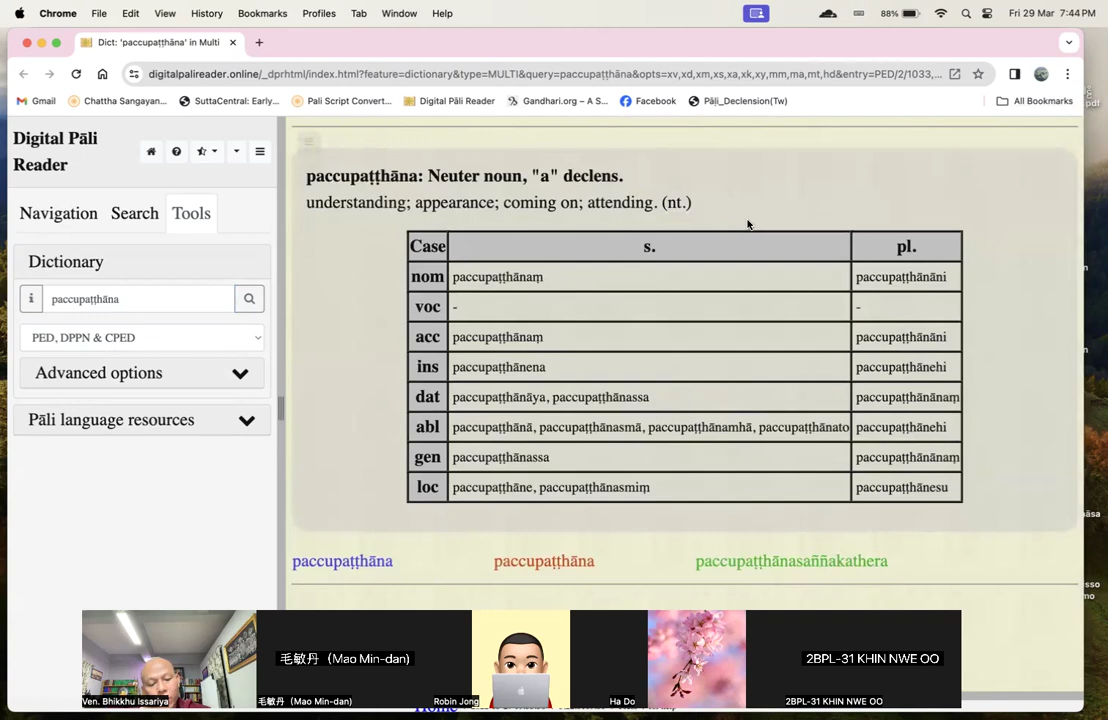 Chrome File Edit View History Bookmarks Profiles Tab Window Help 88% Fri 29 Mar 7:44 PM
Dict: 'paccupaṭṭhāna' in Multi
digitalpalireader.online/_dprhtml/index.html?feature=dictionary&type=MULTI&query=paccupaṭṭhāna&opts=xv,xd,xm,xs,xa,xk,xy,mm,ma,mt,hd&entry=PED/2/1033,...
Gmail Chattha Sangayan... SuttaCentral: Early... Pali Script Convert... Digital Pāli Reader Gandhari.org – A S... Facebook Pāḷi_Declension(Tw) All Bookmarks
pdf
Digital Pāli
Reader
Navigation Search Tools
Dictionary
i paccupaṭṭhāna
PED, DPPN & CPED
Advanced options
Pāli language resources
paccupaṭṭhāna: Neuter noun, "a" declens.
understanding; appearance; coming on; attending. (nt.)
Case s. pl.
nom paccupaṭṭhānaṃ paccupaṭṭhānāni
voc - -
acc paccupaṭṭhānaṃ paccupaṭṭhānāni
ins paccupaṭṭhānena paccupaṭṭhānehi
dat paccupaṭṭhānāya, paccupaṭṭhānassa paccupaṭṭhānānaṃ
abl paccupaṭṭhānā, paccupaṭṭhānasmā, paccupaṭṭhānamhā, paccupaṭṭhānato paccupaṭṭhānehi
gen paccupaṭṭhānassa paccupaṭṭhānānaṃ
loc paccupaṭṭhāne, paccupaṭṭhānasmiṃ paccupaṭṭhānesu
paccupaṭṭhāna paccupaṭṭhāna paccupaṭṭhānasaññakathera
毛敏丹（Mao Min-dan） 2BPL-31 KHIN NWE OO
Ven. Bhikkhu Issariya 毛敏丹（Mao Min-dan） Robin Jong Ha Do 2BPL-31 KHIN NWE OO